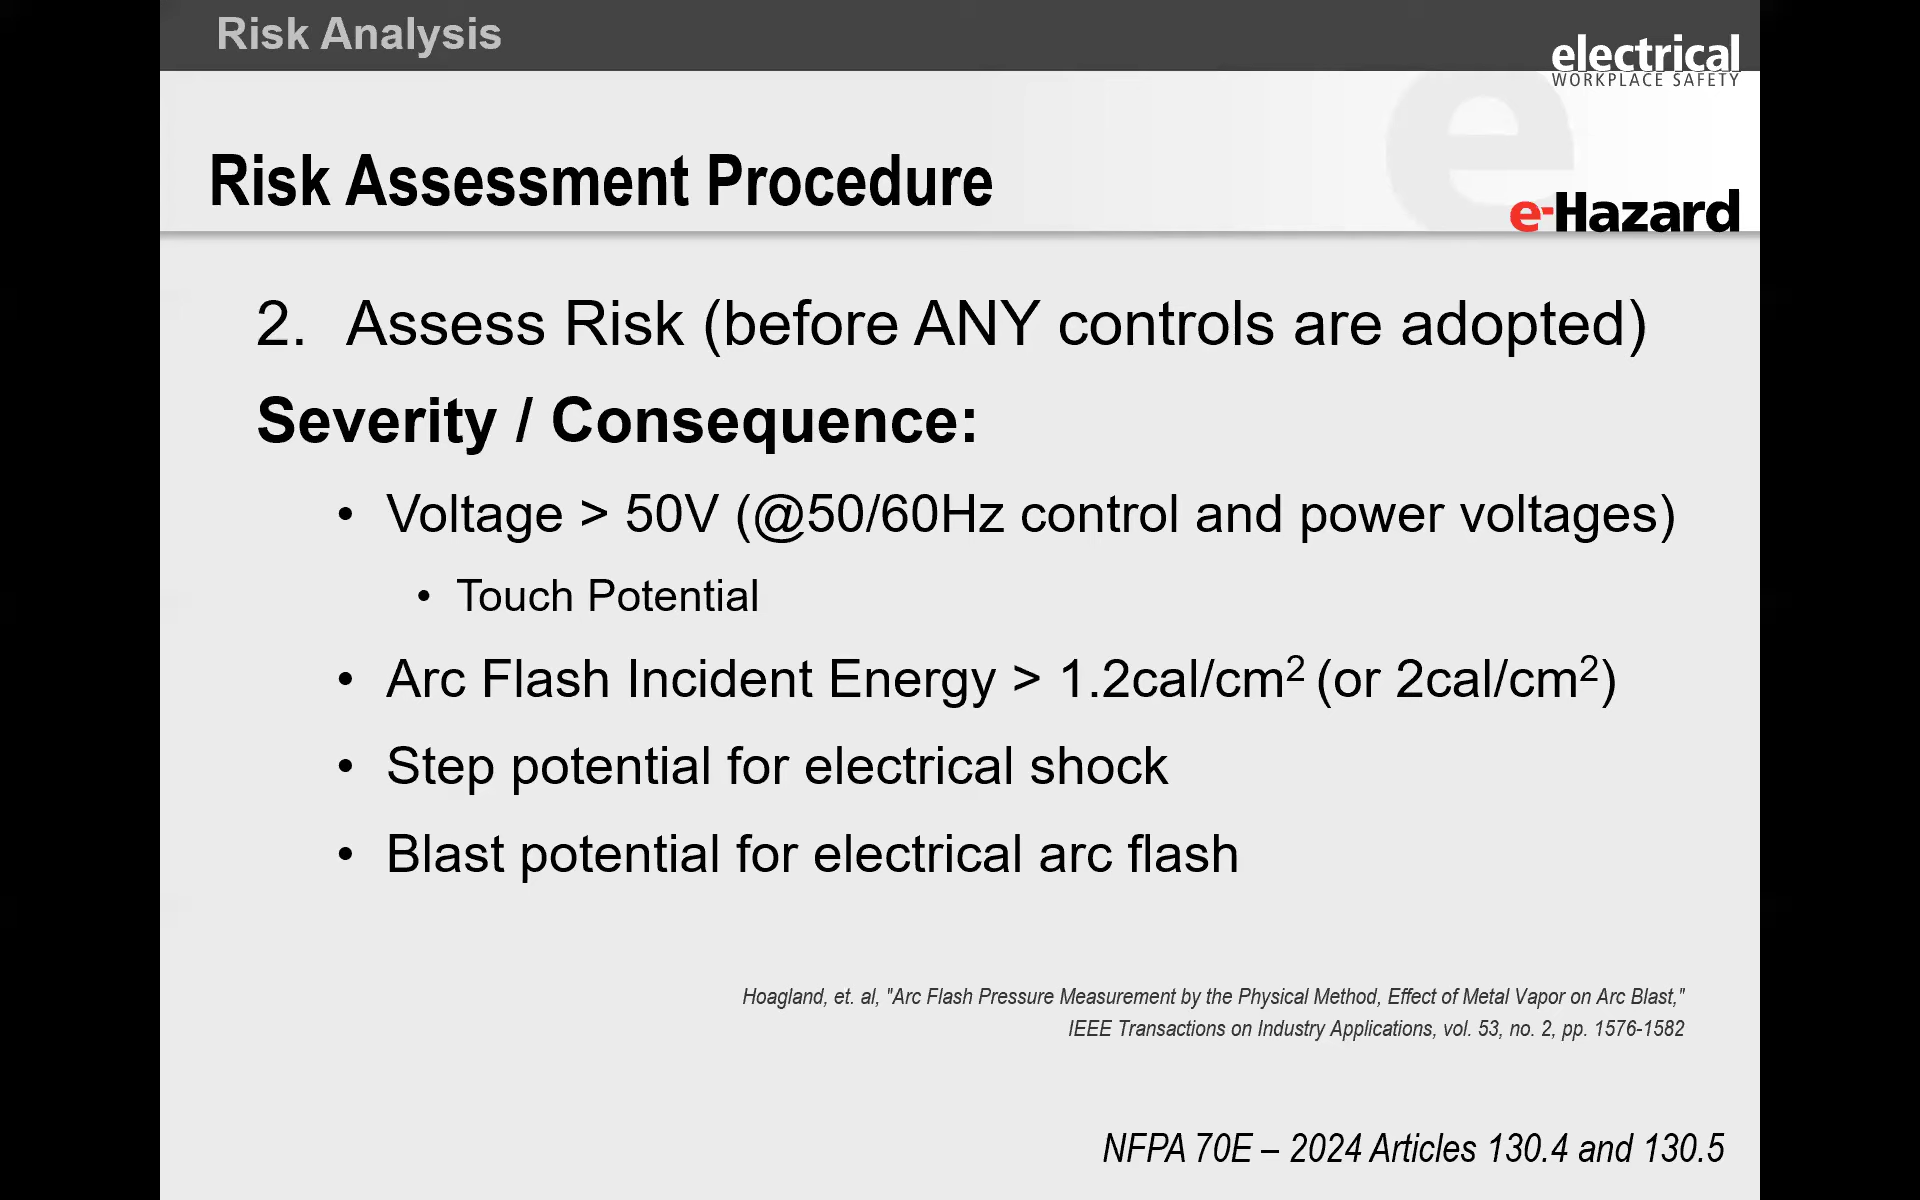 Risk Analysis
electrical
WORKPLACE SAFETY
Risk Assessment Procedure
e-Hazard
2. Assess Risk (before ANY controls are adopted)
Severity / Consequence:
• Voltage > 50V (@50/60Hz control and power voltages)
• Touch Potential
• Arc Flash Incident Energy > 1.2cal/cm² (or 2cal/cm²)
• Step potential for electrical shock
• Blast potential for electrical arc flash
Hoagland, et. al, "Arc Flash Pressure Measurement by the Physical Method, Effect of Metal Vapor on Arc Blast,"
IEEE Transactions on Industry Applications, vol. 53, no. 2, pp. 1576-1582
NFPA 70E – 2024 Articles 130.4 and 130.5